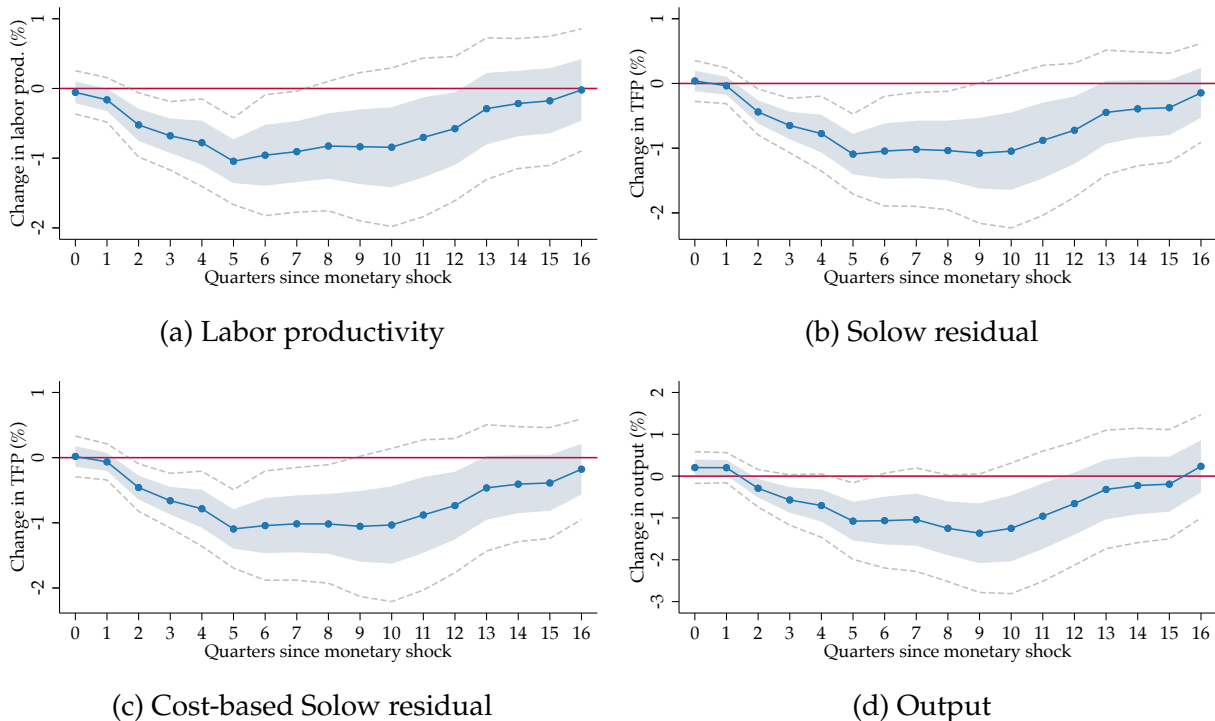 1
0
-1
-2
Change in labor prod. (%)
0 1 2 3 4 5 6 7 8 9 10 11 12 13 14 15 16
Quarters since monetary shock
(a) Labor productivity
1
0
-1
-2
Change in TFP (%)
0 1 2 3 4 5 6 7 8 9 10 11 12 13 14 15 16
Quarters since monetary shock
(b) Solow residual
1
0
-1
-2
Change in TFP (%)
0 1 2 3 4 5 6 7 8 9 10 11 12 13 14 15 16
Quarters since monetary shock
(c) Cost-based Solow residual
2
1
0
-1
-2
-3
Change in output (%)
0 1 2 3 4 5 6 7 8 9 10 11 12 13 14 15 16
Quarters since monetary shock
(d) Output